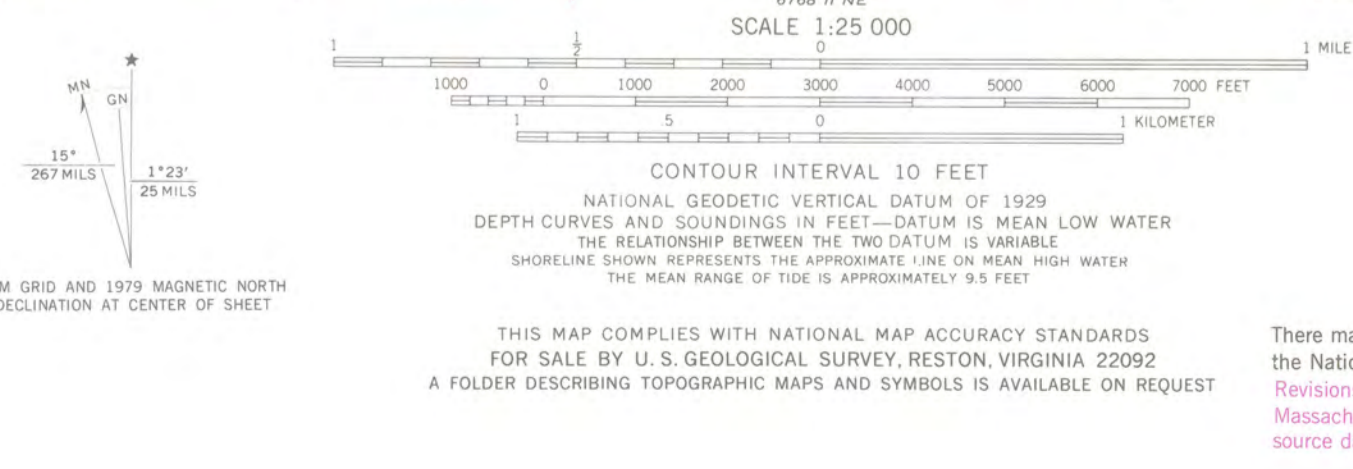 SCALE 1:25 000
1 ½ 0 1 MILE
1000 0 1000 2000 3000 4000 5000 6000 7000 FEET
1 .5 0 1 KILOMETER
MN
GN
15°
267 MILS
1°23′
25 MILS
M GRID AND 1979 MAGNETIC NORTH
DECLINATION AT CENTER OF SHEET
CONTOUR INTERVAL 10 FEET
NATIONAL GEODETIC VERTICAL DATUM OF 1929
DEPTH CURVES AND SOUNDINGS IN FEET—DATUM IS MEAN LOW WATER
THE RELATIONSHIP BETWEEN THE TWO DATUM IS VARIABLE
SHORELINE SHOWN REPRESENTS THE APPROXIMATE LINE ON MEAN HIGH WATER
THE MEAN RANGE OF TIDE IS APPROXIMATELY 9.5 FEET
THIS MAP COMPLIES WITH NATIONAL MAP ACCURACY STANDARDS
FOR SALE BY U. S. GEOLOGICAL SURVEY, RESTON, VIRGINIA 22092
A FOLDER DESCRIBING TOPOGRAPHIC MAPS AND SYMBOLS IS AVAILABLE ON REQUEST
There ma
the Natio
Revision
Massach
source d